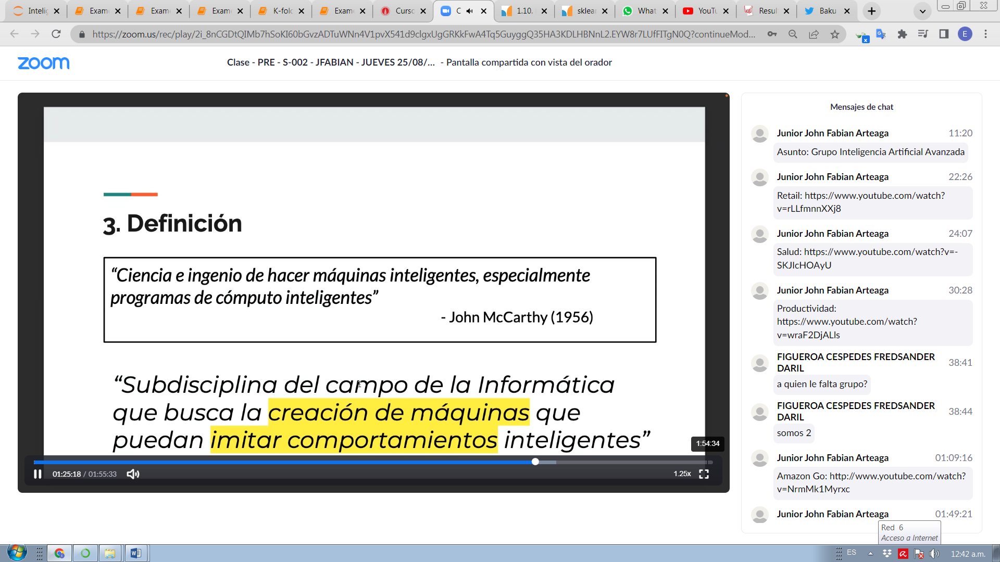 Intelig
Exame
Exame
Exame
K-fold
Exame
Curso
C
1.10.
sklear
What
YouTu
Resul
Baku
https://zoom.us/rec/play/2i_8nCGDtQIMb7hSoKI60bGvzADTuWNn4V1pvX541d9clgxUgGRKkFwA4Tq5GuyggQ35HA3KDLHBNnL2.EYW8r7LUfFITgN0Q?continueMod...
E
zoom
Clase - PRE - S-002 - JFABIAN - JUEVES 25/08/... - Pantalla compartida con vista del orador
3. Definición
“Ciencia e ingenio de hacer máquinas inteligentes, especialmente
programas de cómputo inteligentes”
- John McCarthy (1956)
“Subdisciplina del campo de la Informática
que busca la creación de máquinas que
puedan imitar comportamientos inteligentes”
1:54:34
01:25:18 / 01:55:33
1.25x
Mensajes de chat
Junior John Fabian Arteaga 11:20
Asunto: Grupo Inteligencia Artificial Avanzada
Junior John Fabian Arteaga 22:26
Retail: https://www.youtube.com/watch?
v=rLLfmnnXXj8
Junior John Fabian Arteaga 24:07
Salud: https://www.youtube.com/watch?v=-
SKJIcHOAyU
Junior John Fabian Arteaga 30:28
Productividad:
https://www.youtube.com/watch?
v=wraF2DjALls
FIGUEROA CESPEDES FREDSANDER
DARIL 38:41
a quien le falta grupo?
FIGUEROA CESPEDES FREDSANDER
DARIL 38:44
somos 2
Junior John Fabian Arteaga 01:09:16
Amazon Go: http://www.youtube.com/watch?
v=NrmMk1Myrxc
Junior John Fabian Arteaga 01:49:21
Red 6
Acceso a Internet
ES
12:42 a.m.